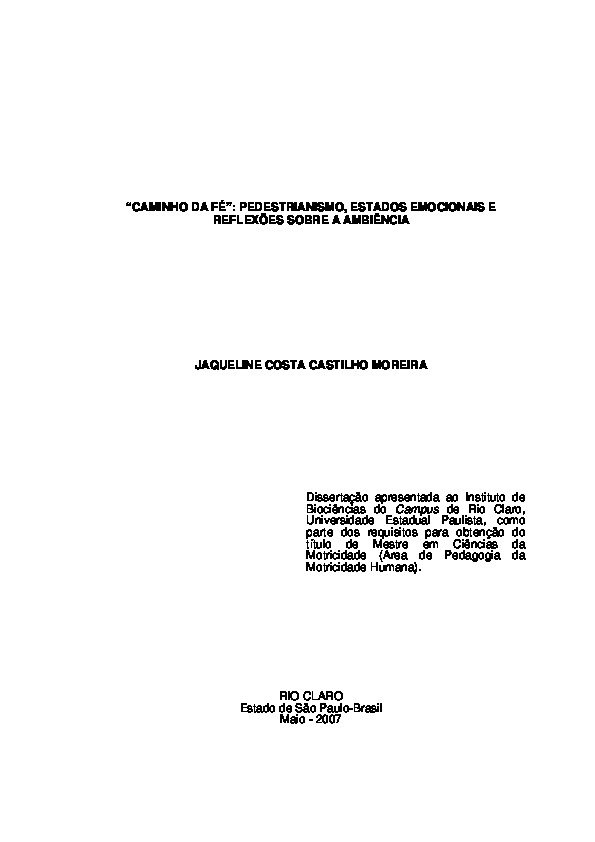 “CAMINHO DA FÉ”: PEDESTRIANISMO, ESTADOS EMOCIONAIS E
REFLEXÕES SOBRE A AMBIÊNCIA
JAQUELINE COSTA CASTILHO MOREIRA
Dissertação apresentada ao Instituto de
Biociências do Campus de Rio Claro,
Universidade Estadual Paulista, como
parte dos requisitos para obtenção do
título de Mestre em Ciências da
Motricidade (Área de Pedagogia da
Motricidade Humana).
RIO CLARO
Estado de São Paulo-Brasil
Maio - 2007